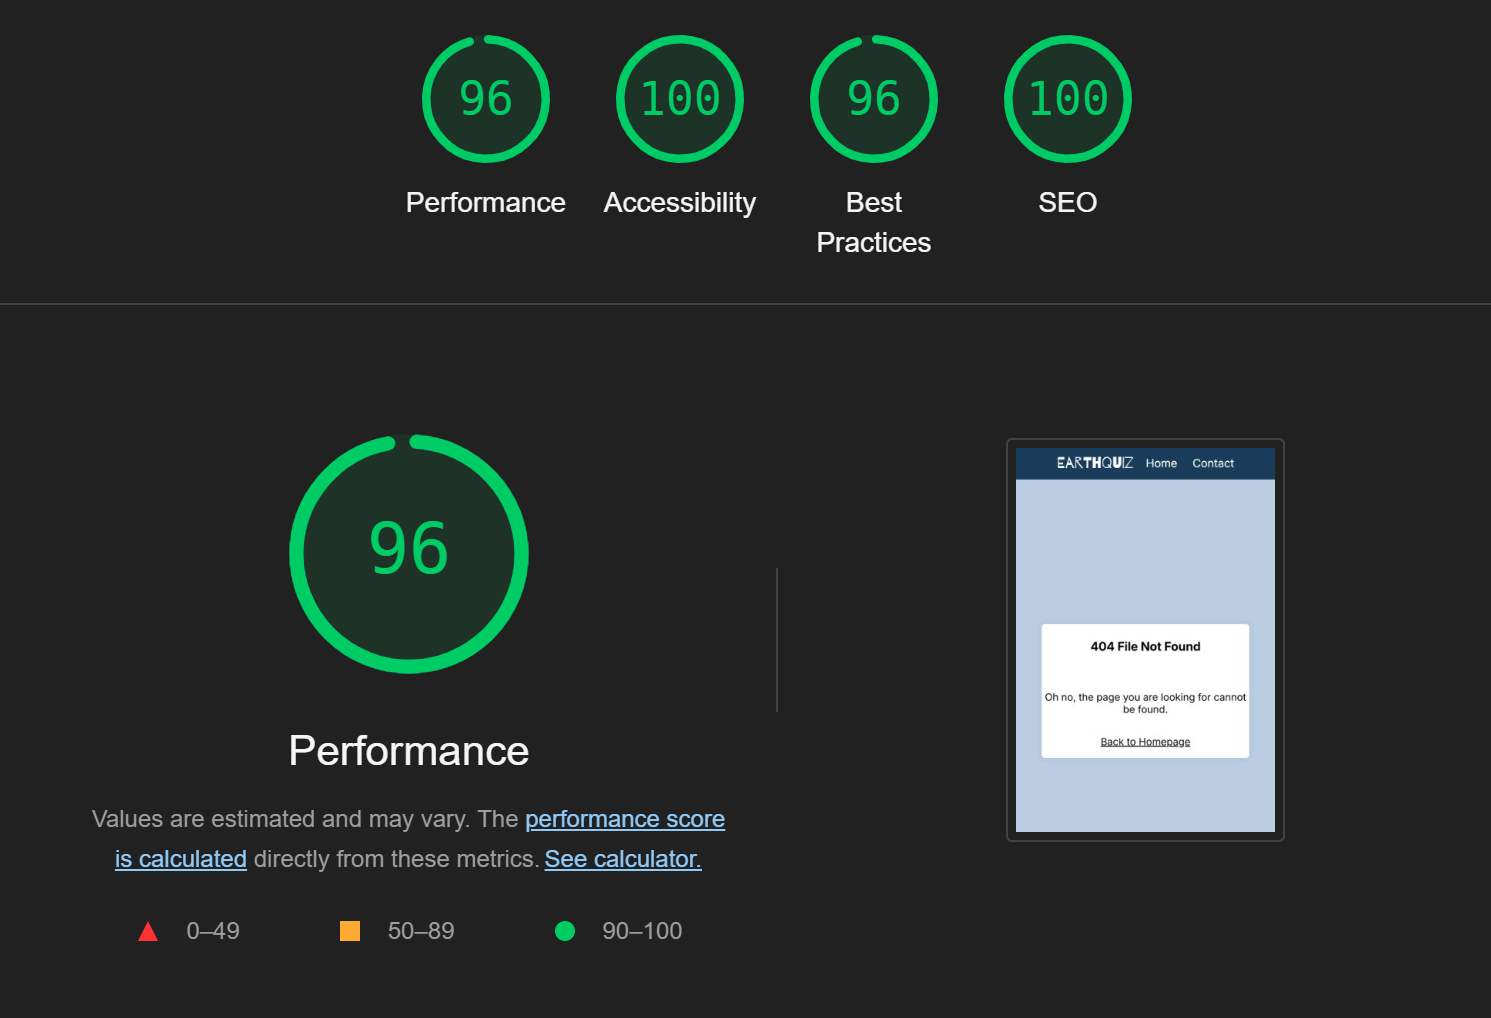 96
100
96
100
Performance
Accessibility
Best
Practices
SEO
96
Performance
Values are estimated and may vary. The performance score
is calculated directly from these metrics. See calculator.
0–49
50–89
90–100
EARTHQUIZ Home Contact
404 File Not Found
Oh no, the page you are looking for cannot
be found.
Back to Homepage